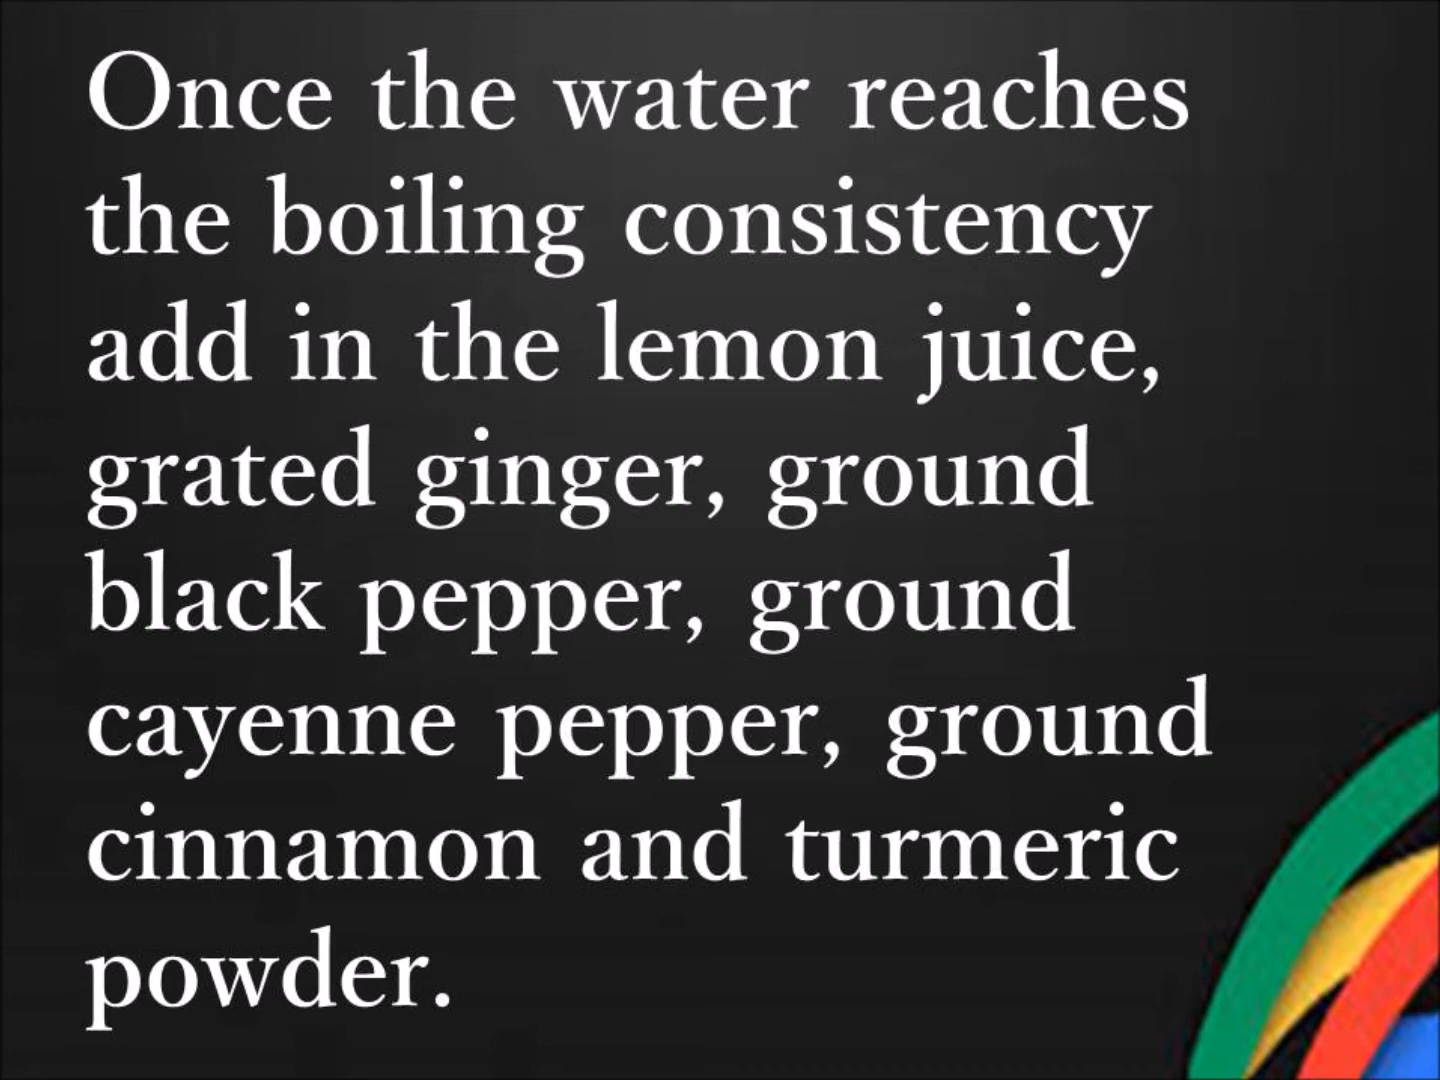 Once the water reaches
the boiling consistency
add in the lemon juice,
grated ginger, ground
black pepper, ground
cayenne pepper, ground
cinnamon and turmeric
powder.